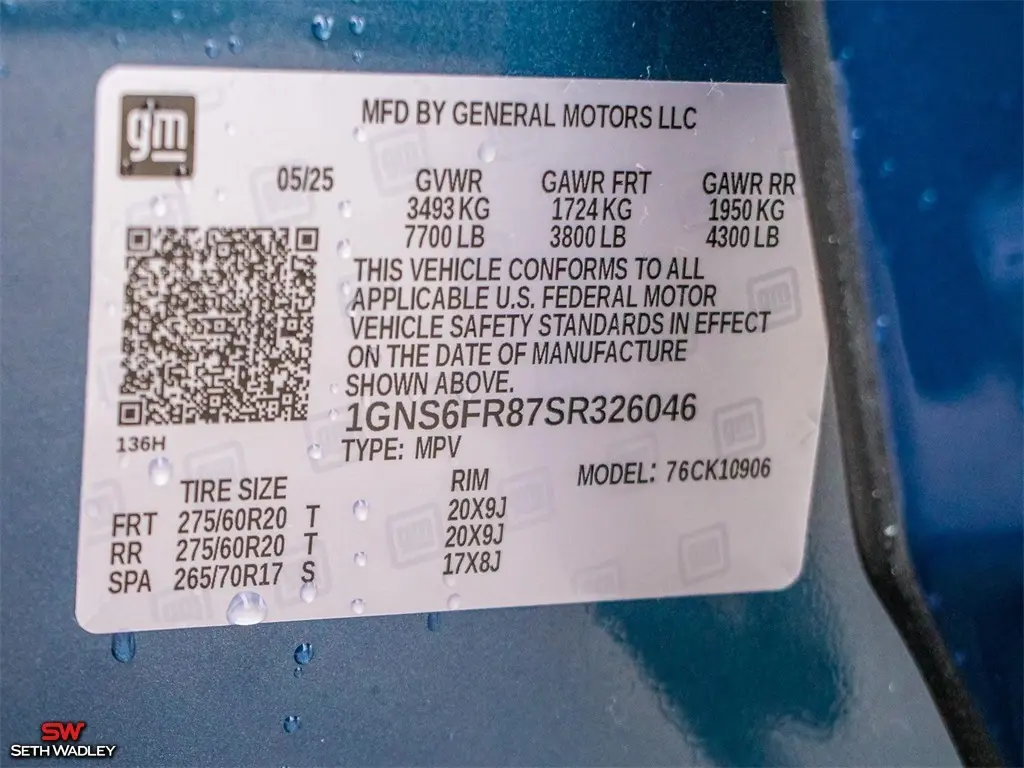 gm
MFD BY GENERAL MOTORS LLC
05/25 GVWR GAWR FRT GAWR RR
3493 KG 1724 KG 1950 KG
7700 LB 3800 LB 4300 LB
THIS VEHICLE CONFORMS TO ALL
APPLICABLE U.S. FEDERAL MOTOR
VEHICLE SAFETY STANDARDS IN EFFECT
ON THE DATE OF MANUFACTURE
SHOWN ABOVE.
1GNS6FR87SR326046
136H
TYPE: MPV
MODEL: 76CK10906
TIRE SIZE RIM
FRT 275/60R20 T 20X9J
RR 275/60R20 T 20X9J
SPA 265/70R17 S 17X8J
SW
SETH WADLEY